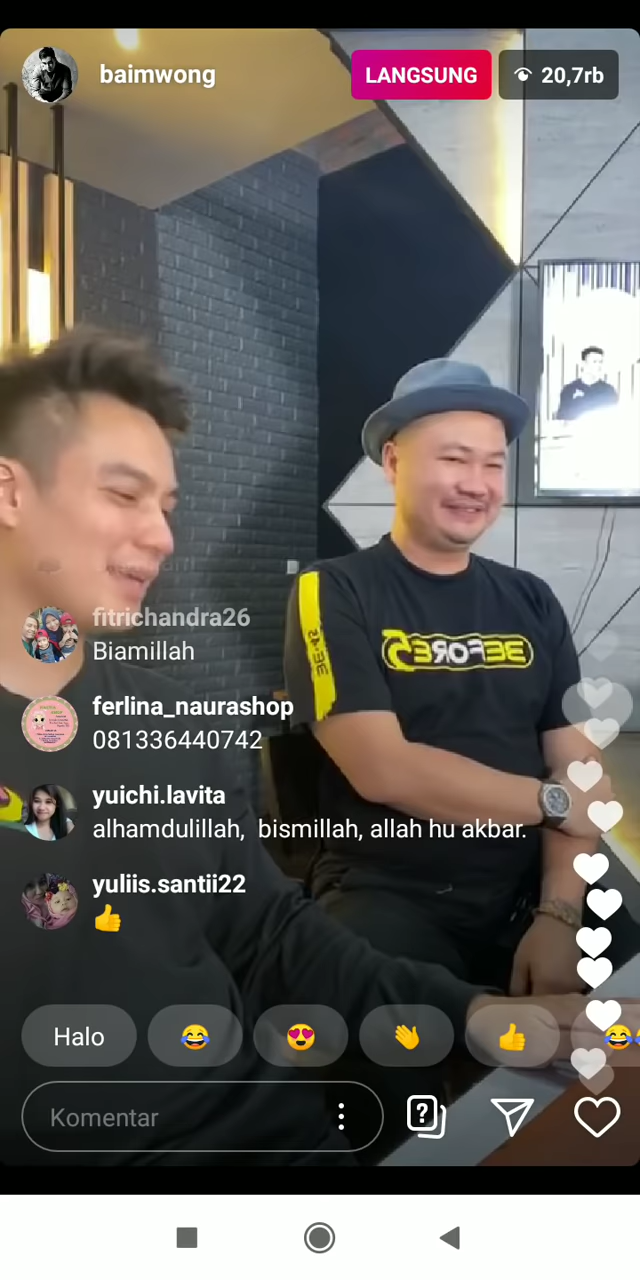 baimwong
LANGSUNG
20,7rb
BEFORE5
fitrichandra26
Biamillah
ferlina_naurashop
081336440742
yuichi.lavita
alhamdulillah,  bismillah, allah hu akbar.
yuliis.santii22
👍
Halo 😂 😍 👋 👍 😂
Komentar